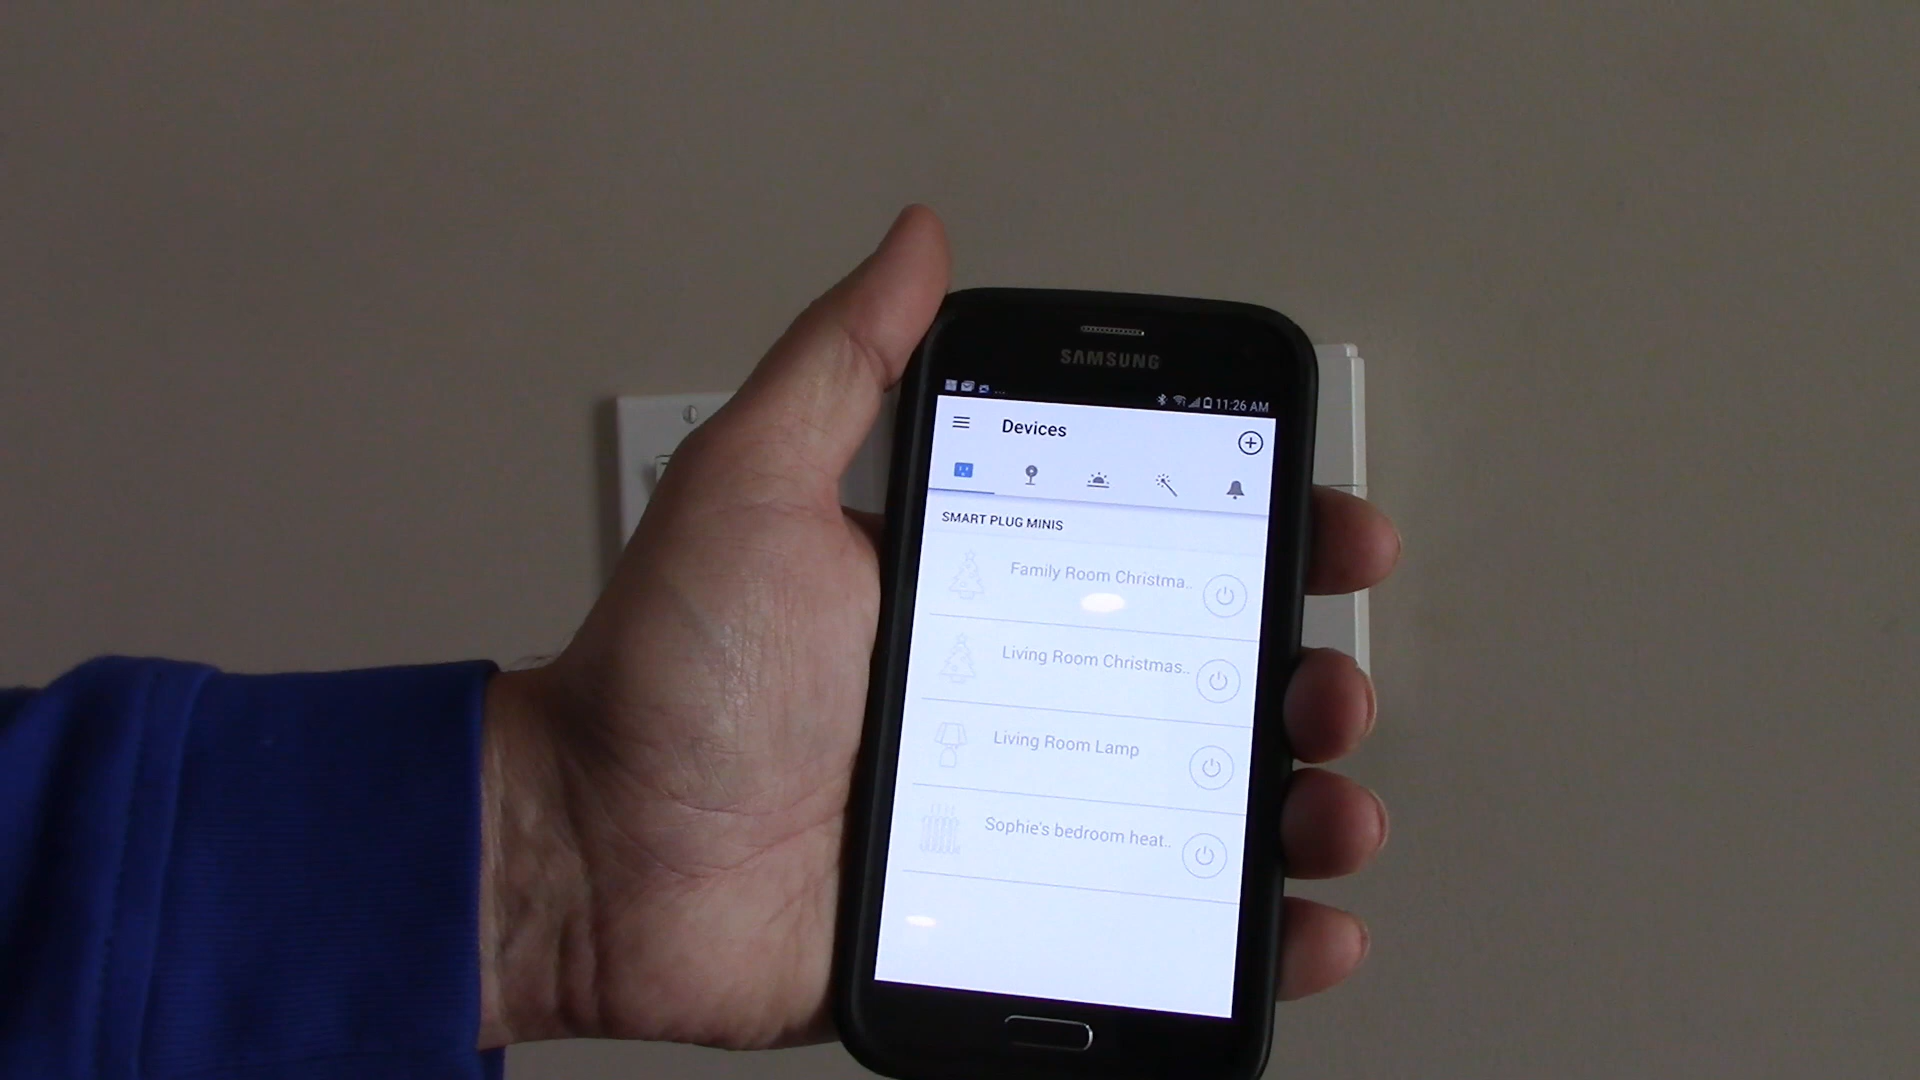 SAMSUNG
11:26 AM
Devices
SMART PLUG MINIS
Family Room Christma..
Living Room Christmas..
Living Room Lamp
Sophie's bedroom heat..